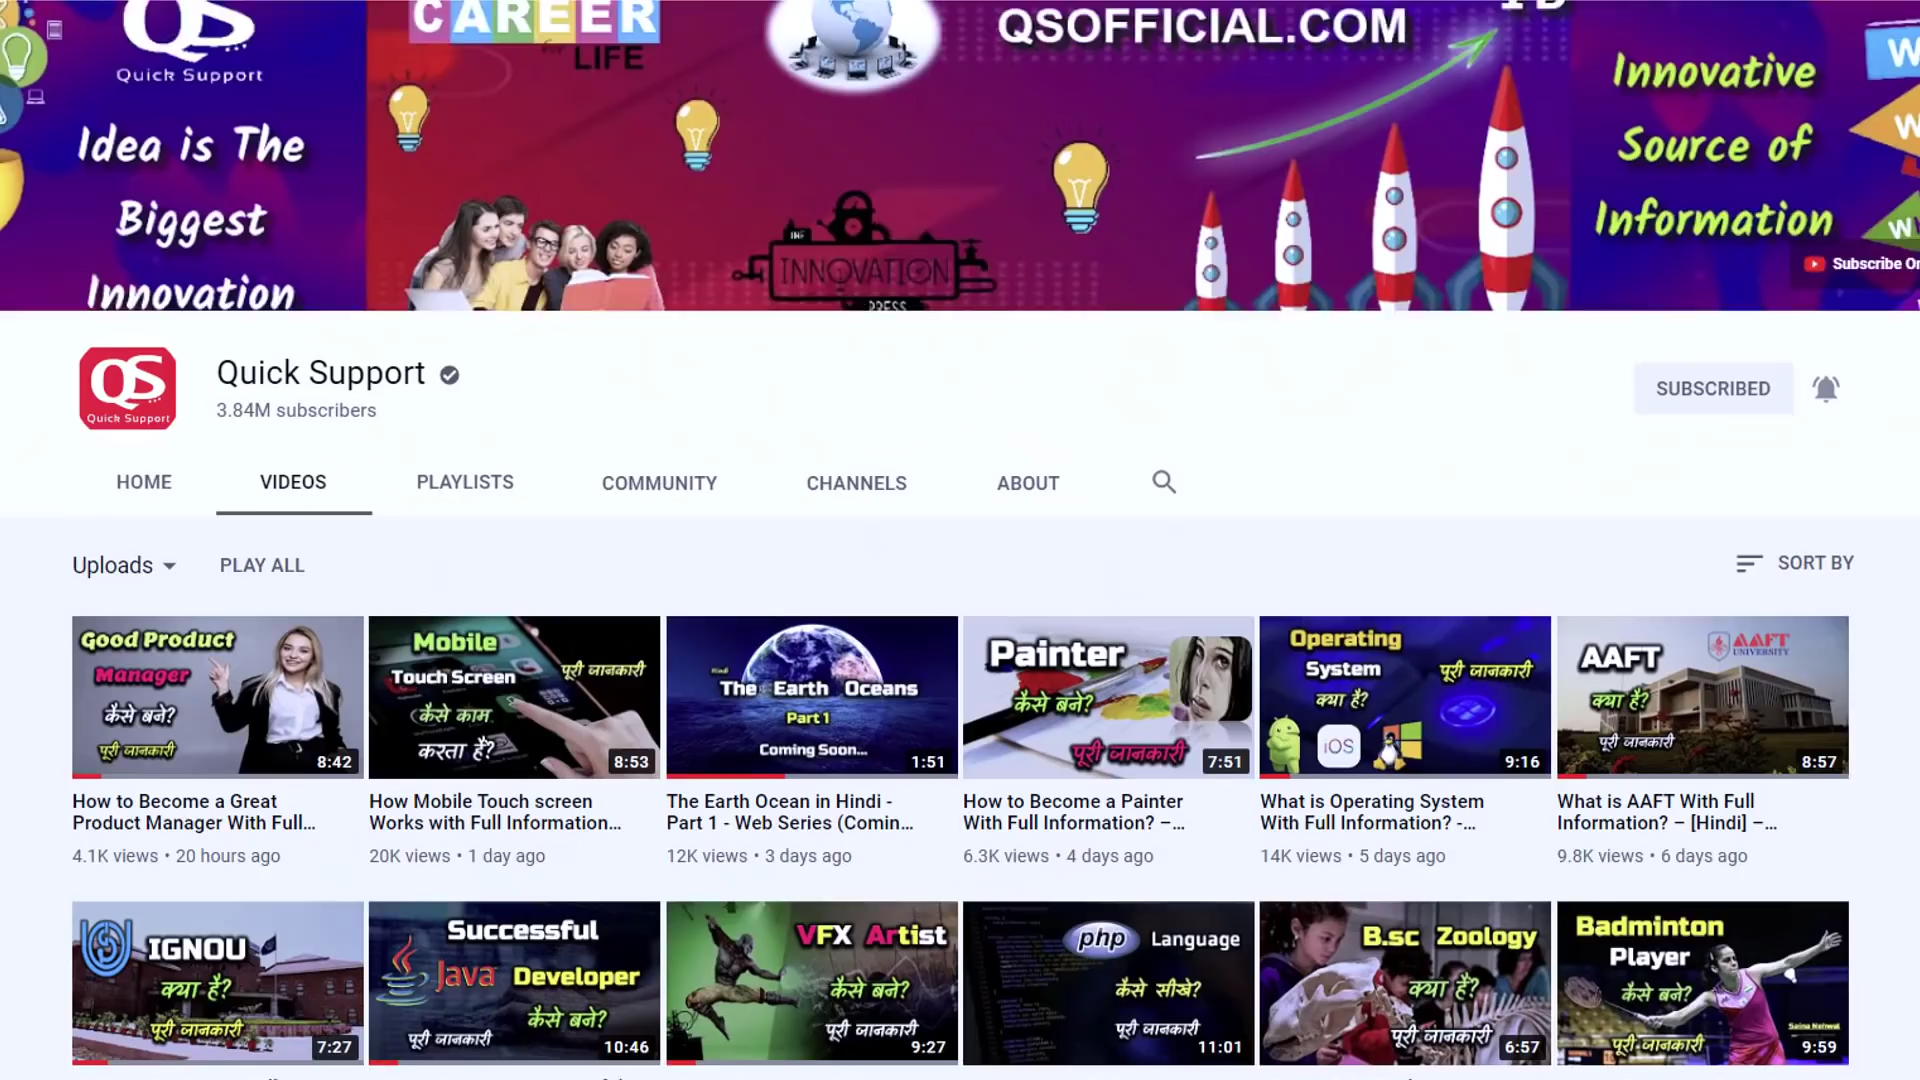 QS
Quick Support
Idea is The
Biggest
Innovation
CAREER
for
LIFE
INNOVATION
PRESS
QSOFFICIAL.COM
Innovative
Source of
Information
Quick Support
3.84M subscribers
QS
Quick Support
SUBSCRIBED
HOME
VIDEOS
PLAYLISTS
COMMUNITY
CHANNELS
ABOUT
Uploads
PLAY ALL
SORT BY
Good Product
Manager
कैसे बने?
पूरी जानकारी
8:42
Mobile
Touch Screen
पूरी जानकारी
कैसे काम
करता है?
8:53
Hindi
The Earth Oceans
Part 1
Coming Soon...
1:51
Painter
कैसे बने?
पूरी जानकारी
7:51
Operating
System
क्या है?
पूरी जानकारी
iOS
9:16
AAFT
AAFT
UNIVERSITY
क्या है?
पूरी जानकारी
8:57
How to Become a Great
Product Manager With Full...
4.1K views • 20 hours ago
How Mobile Touch screen
Works with Full Information...
20K views • 1 day ago
The Earth Ocean in Hindi -
Part 1 - Web Series (Comin...
12K views • 3 days ago
How to Become a Painter
With Full Information? –...
6.3K views • 4 days ago
What is Operating System
With Full Information? -...
14K views • 5 days ago
What is AAFT With Full
Information? – [Hindi] –...
9.8K views • 6 days ago
IGNOU
क्या है?
पूरी जानकारी
7:27
Successful
Java Developer
कैसे बने?
पूरी जानकारी
10:46
VFX Artist
कैसे बने?
पूरी जानकारी
9:27
php Language
कैसे सीखे?
पूरी जानकारी
11:01
B.sc Zoology
क्या है?
पूरी जानकारी
6:57
Badminton
Player
कैसे बने?
पूरी जानकारी
Saina Nehwal
9:59